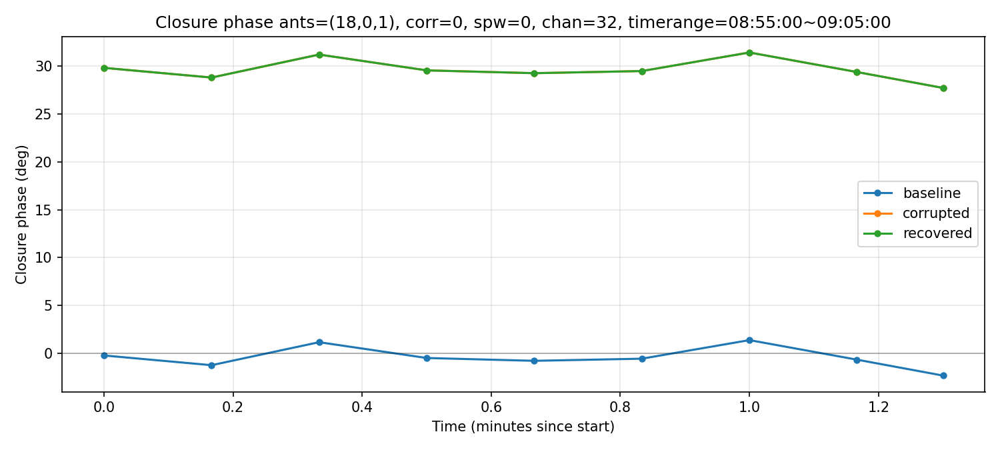 Closure phase ants=(18,0,1), corr=0, spw=0, chan=32, timerange=08:55:00~09:05:00
Closure phase (deg)
30
25
20
15
10
5
0
baseline
corrupted
recovered
0.0 0.2 0.4 0.6 0.8 1.0 1.2
Time (minutes since start)